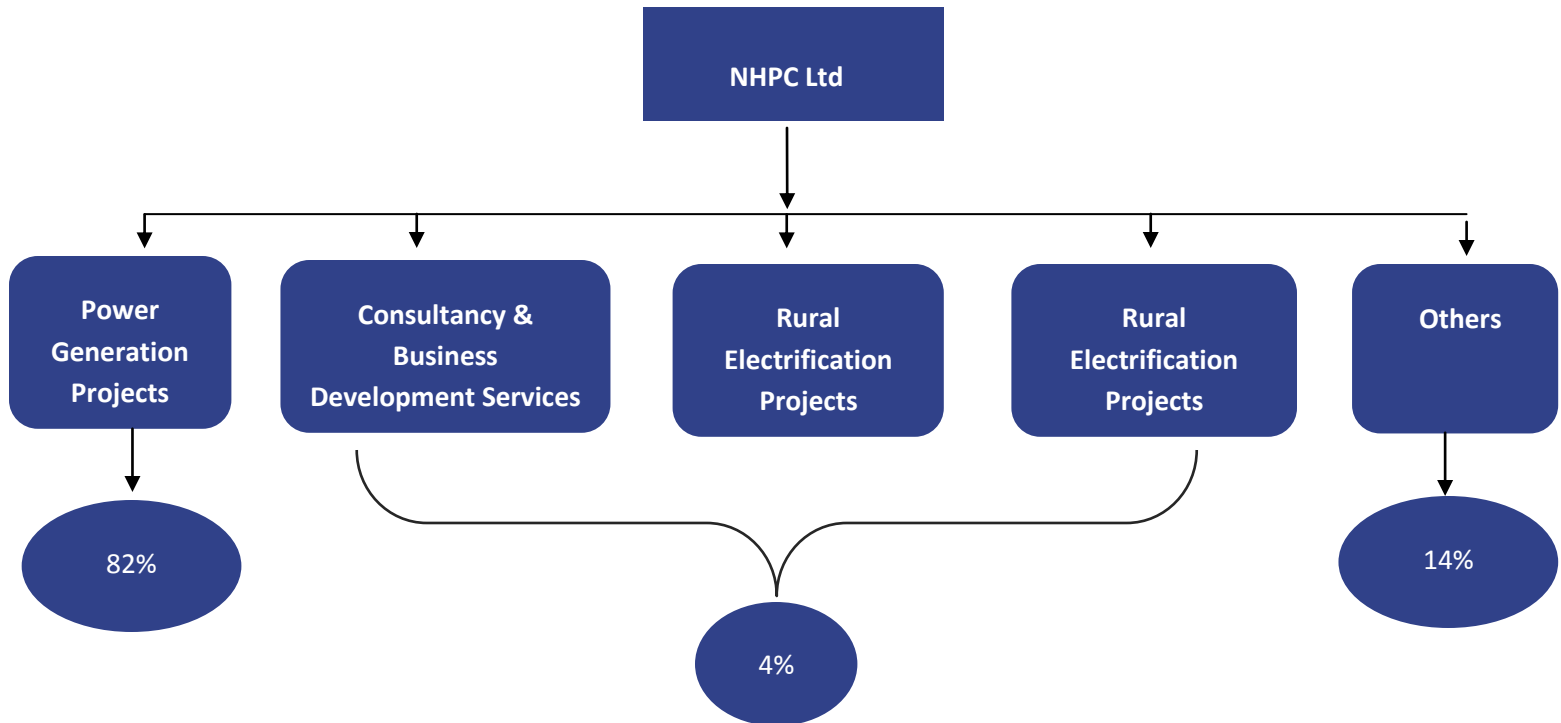 NHPC Ltd
Power
Generation
Projects
Consultancy &
Business
Development Services
Rural
Electrification
Projects
Rural
Electrification
Projects
Others
82%
4%
14%